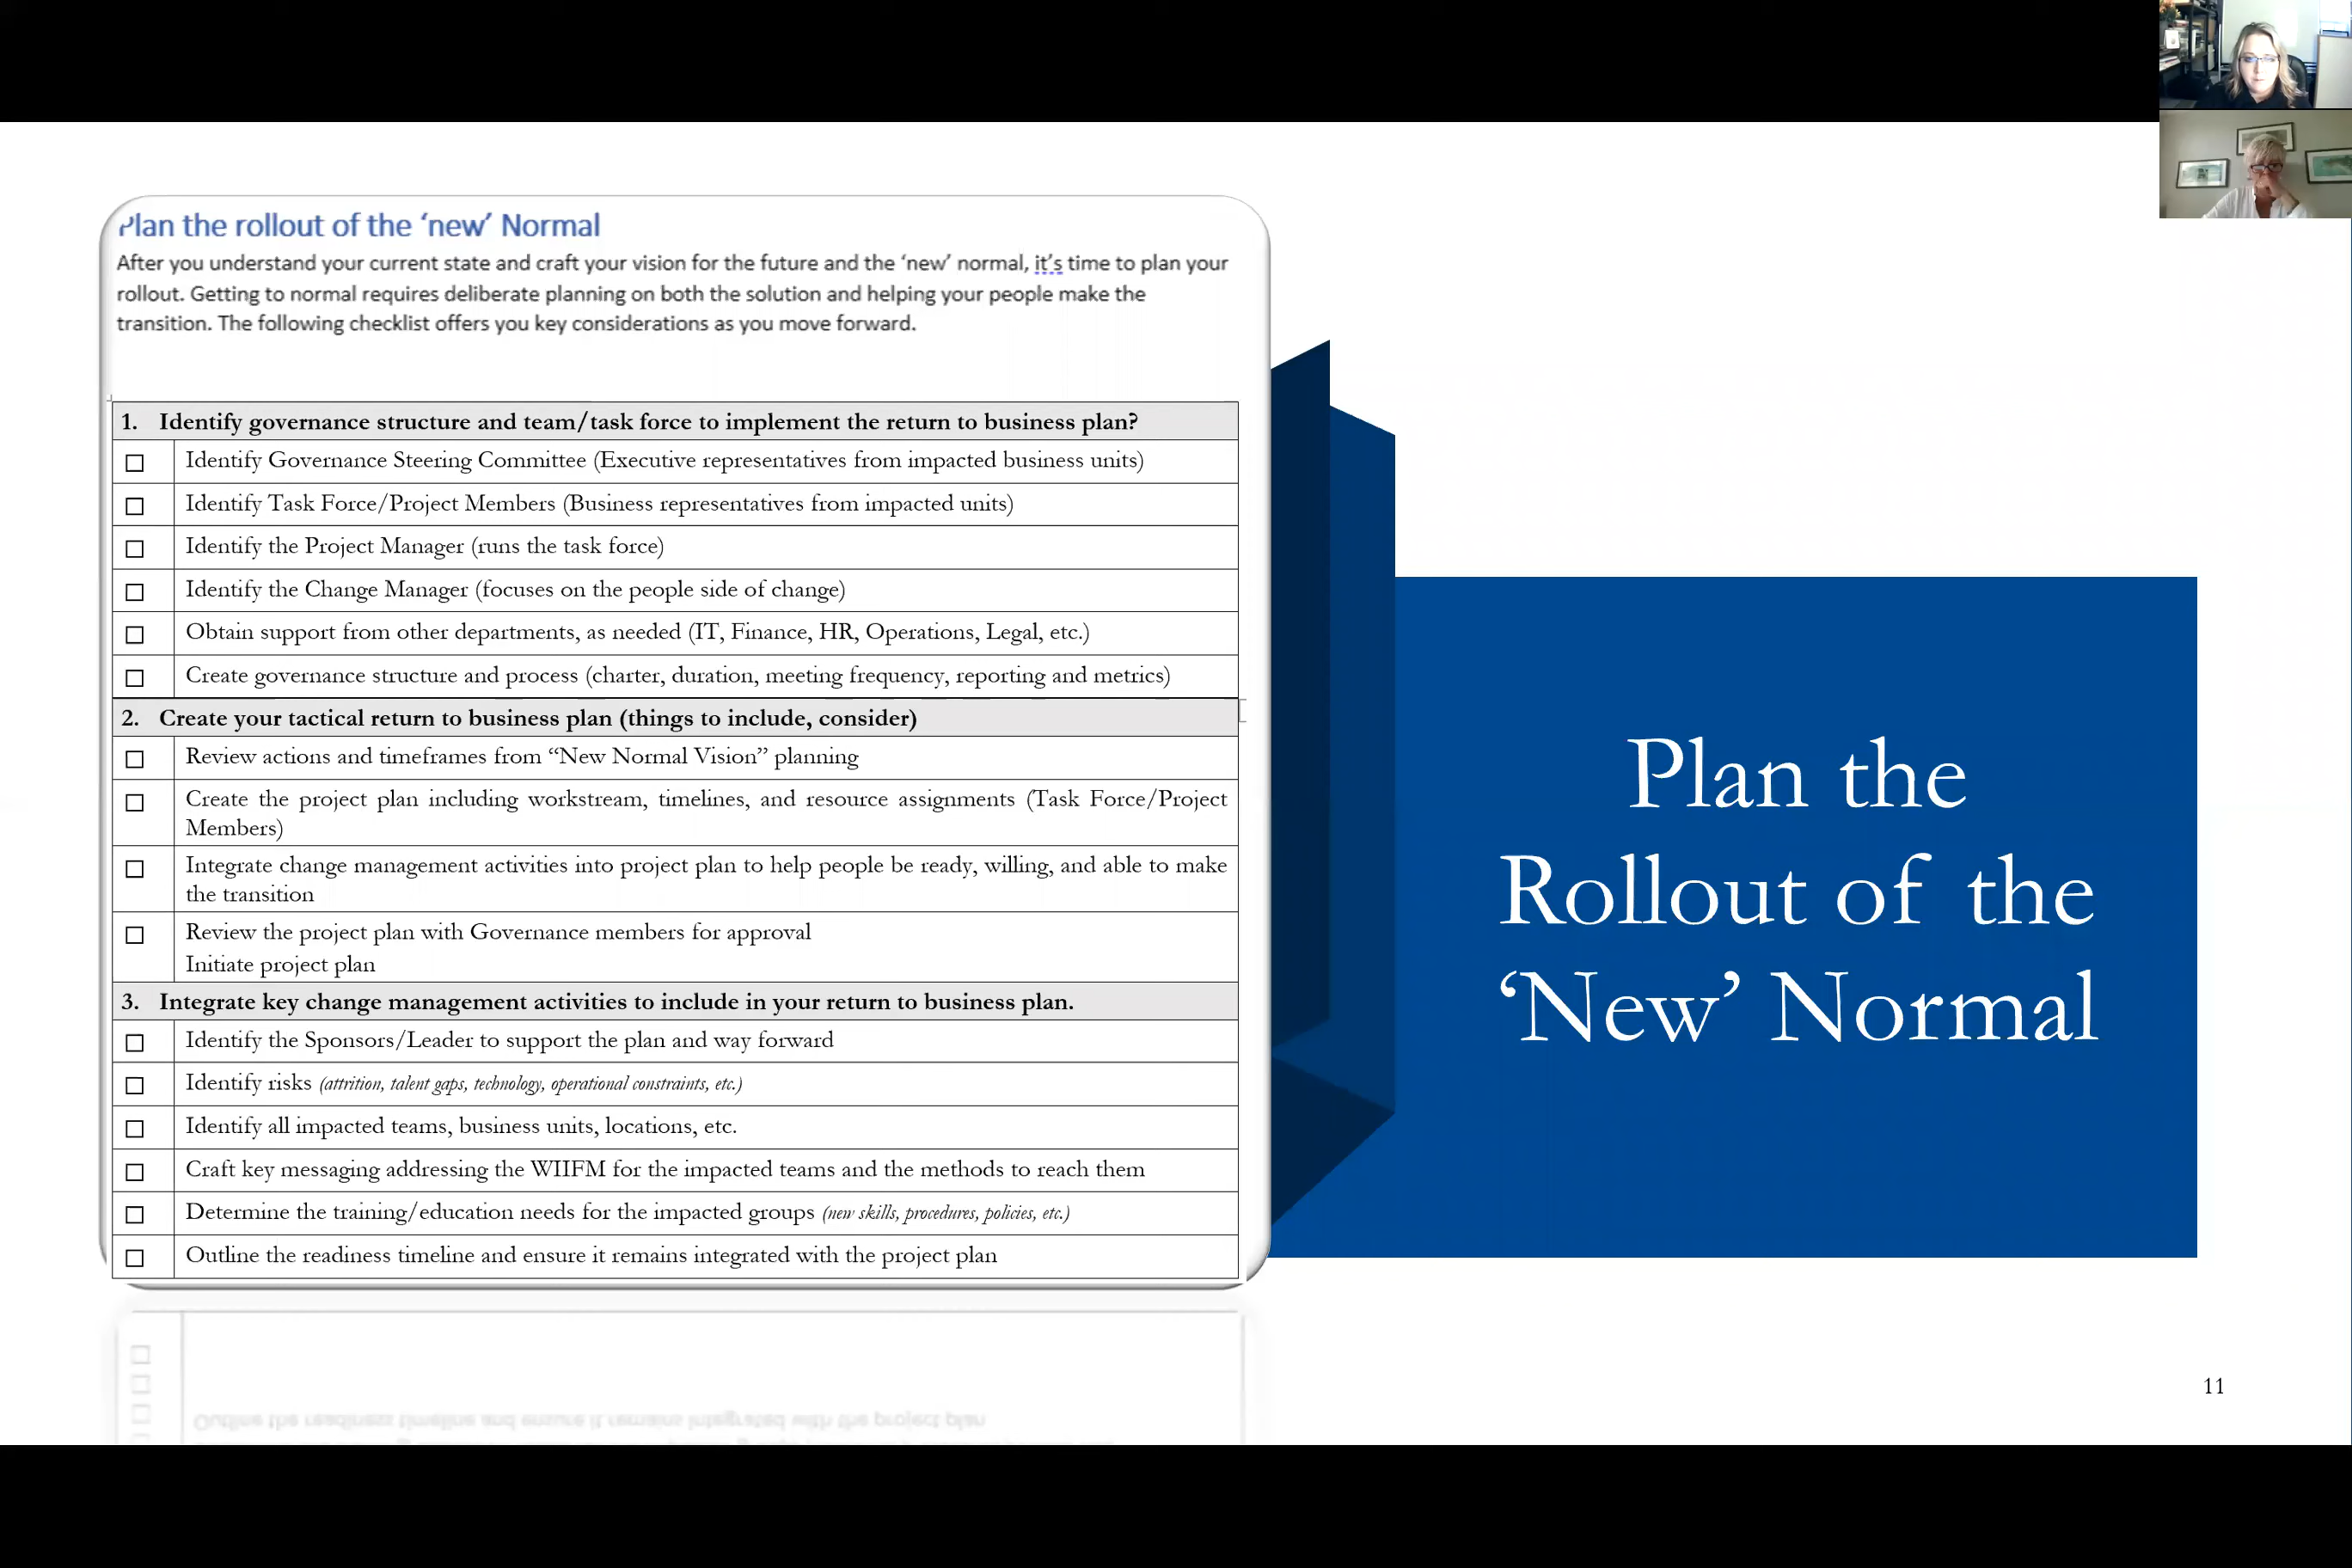 Plan the rollout of the ‘new’ Normal
After you understand your current state and craft your vision for the future and the ‘new’ normal, it’s time to plan your
rollout. Getting to normal requires deliberate planning on both the solution and helping your people make the
transition. The following checklist offers you key considerations as you move forward.
1. Identify governance structure and team/task force to implement the return to business plan?
☐ Identify Governance Steering Committee (Executive representatives from impacted business units)
☐ Identify Task Force/Project Members (Business representatives from impacted units)
☐ Identify the Project Manager (runs the task force)
☐ Identify the Change Manager (focuses on the people side of change)
☐ Obtain support from other departments, as needed (IT, Finance, HR, Operations, Legal, etc.)
☐ Create governance structure and process (charter, duration, meeting frequency, reporting and metrics)
2. Create your tactical return to business plan (things to include, consider)
☐ Review actions and timeframes from “New Normal Vision” planning
☐ Create the project plan including workstream, timelines, and resource assignments (Task Force/Project
Members)
☐ Integrate change management activities into project plan to help people be ready, willing, and able to make
the transition
☐ Review the project plan with Governance members for approval
Initiate project plan
3. Integrate key change management activities to include in your return to business plan.
☐ Identify the Sponsors/Leader to support the plan and way forward
☐ Identify risks (attrition, talent gaps, technology, operational constraints, etc.)
☐ Identify all impacted teams, business units, locations, etc.
☐ Craft key messaging addressing the WIIFM for the impacted teams and the methods to reach them
☐ Determine the training/education needs for the impacted groups (new skills, procedures, policies, etc.)
☐ Outline the readiness timeline and ensure it remains integrated with the project plan
Plan the
Rollout of the
‘New’ Normal
11